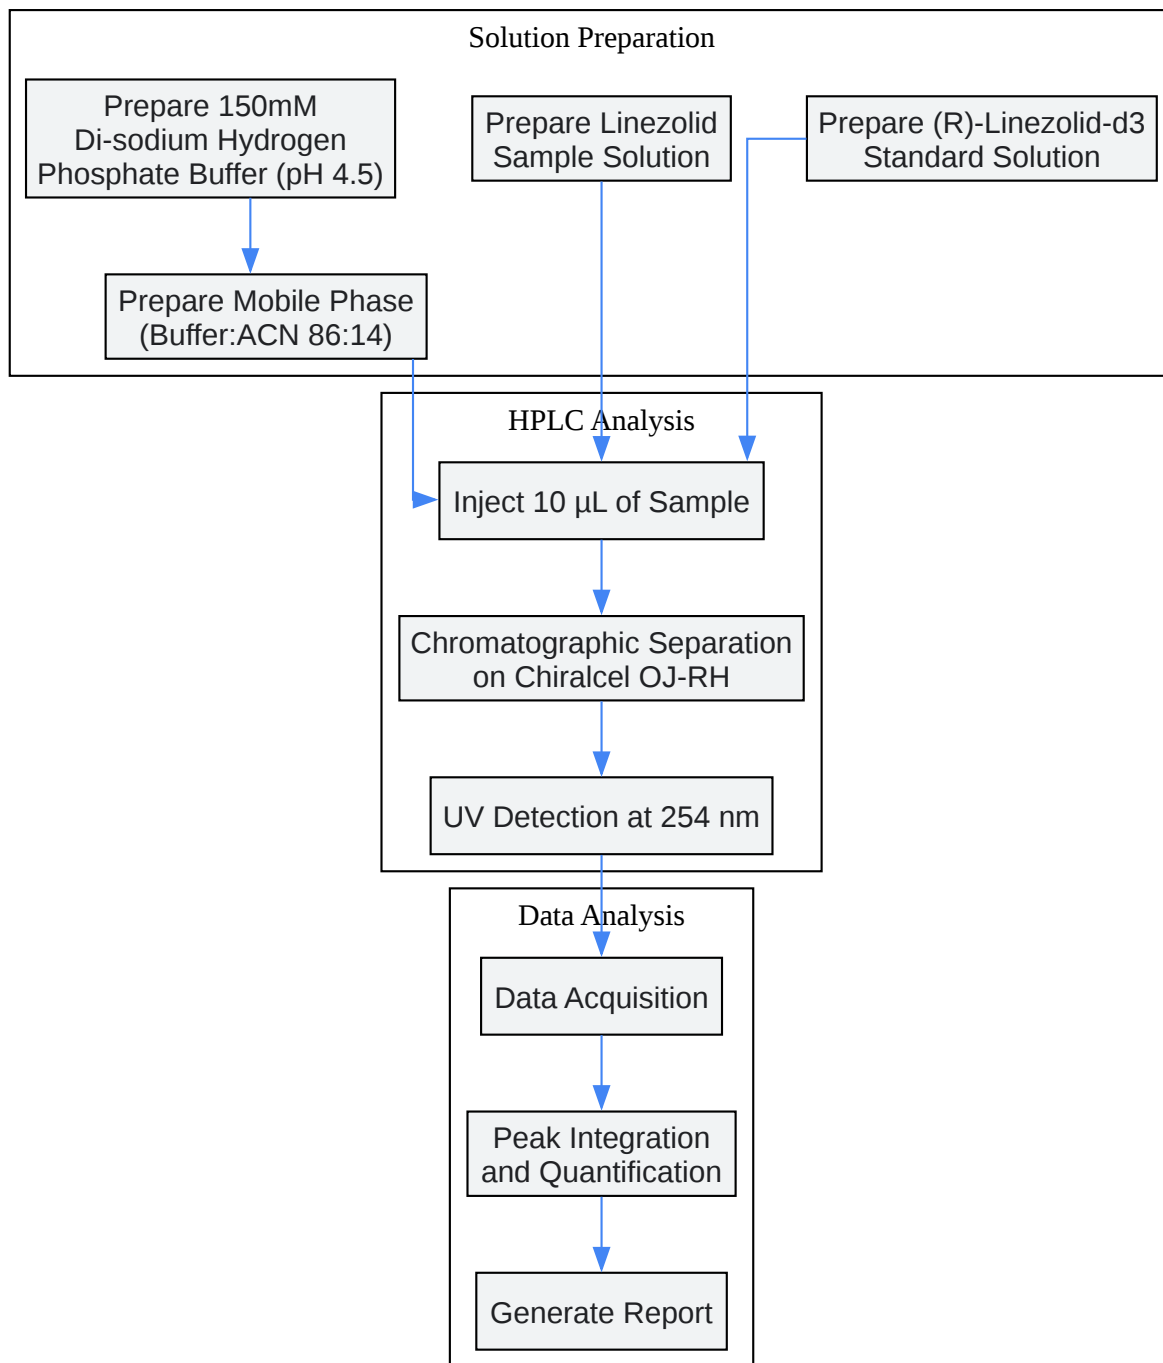 Solution Preparation
Prepare 150mM
Di-sodium Hydrogen
Phosphate Buffer (pH 4.5)
Prepare Linezolid
Sample Solution
Prepare (R)-Linezolid-d3
Standard Solution
Prepare Mobile Phase
(Buffer:ACN 86:14)
HPLC Analysis
Inject 10 µL of Sample
Chromatographic Separation
on Chiralcel OJ-RH
UV Detection at 254 nm
Data Analysis
Data Acquisition
Peak Integration
and Quantification
Generate Report